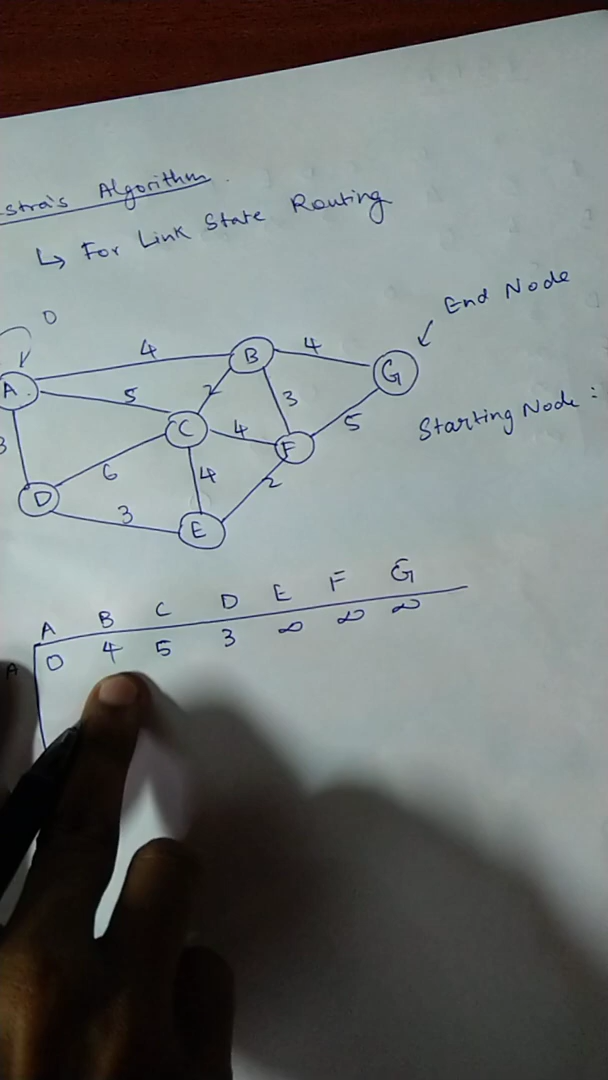 stra's Algorithm.
↳ For Link State Routing
End Node
0
4
B
4
G
A
5
2
3
Starting Node :
C
4
F
5
3
6
4
2
D
3
E
A B C D E F G
A 0 4 5 3 ∞ ∞ ∞